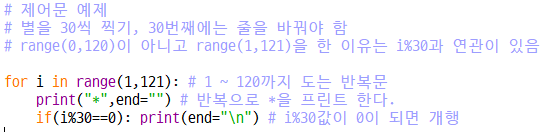 # 제어문 예제
# 별을 30씩 찍기, 30번째에는 줄을 바꿔야 함
# range(0,120)이 아니고 range(1,121)을 한 이유는 i%30과 연관이 있음
for i in range(1,121): # 1 ~ 120까지 도는 반복문
    print("*",end="") # 반복으로 *을 프린트 한다.
    if(i%30==0): print(end="\n") # i%30값이 0이 되면 개행